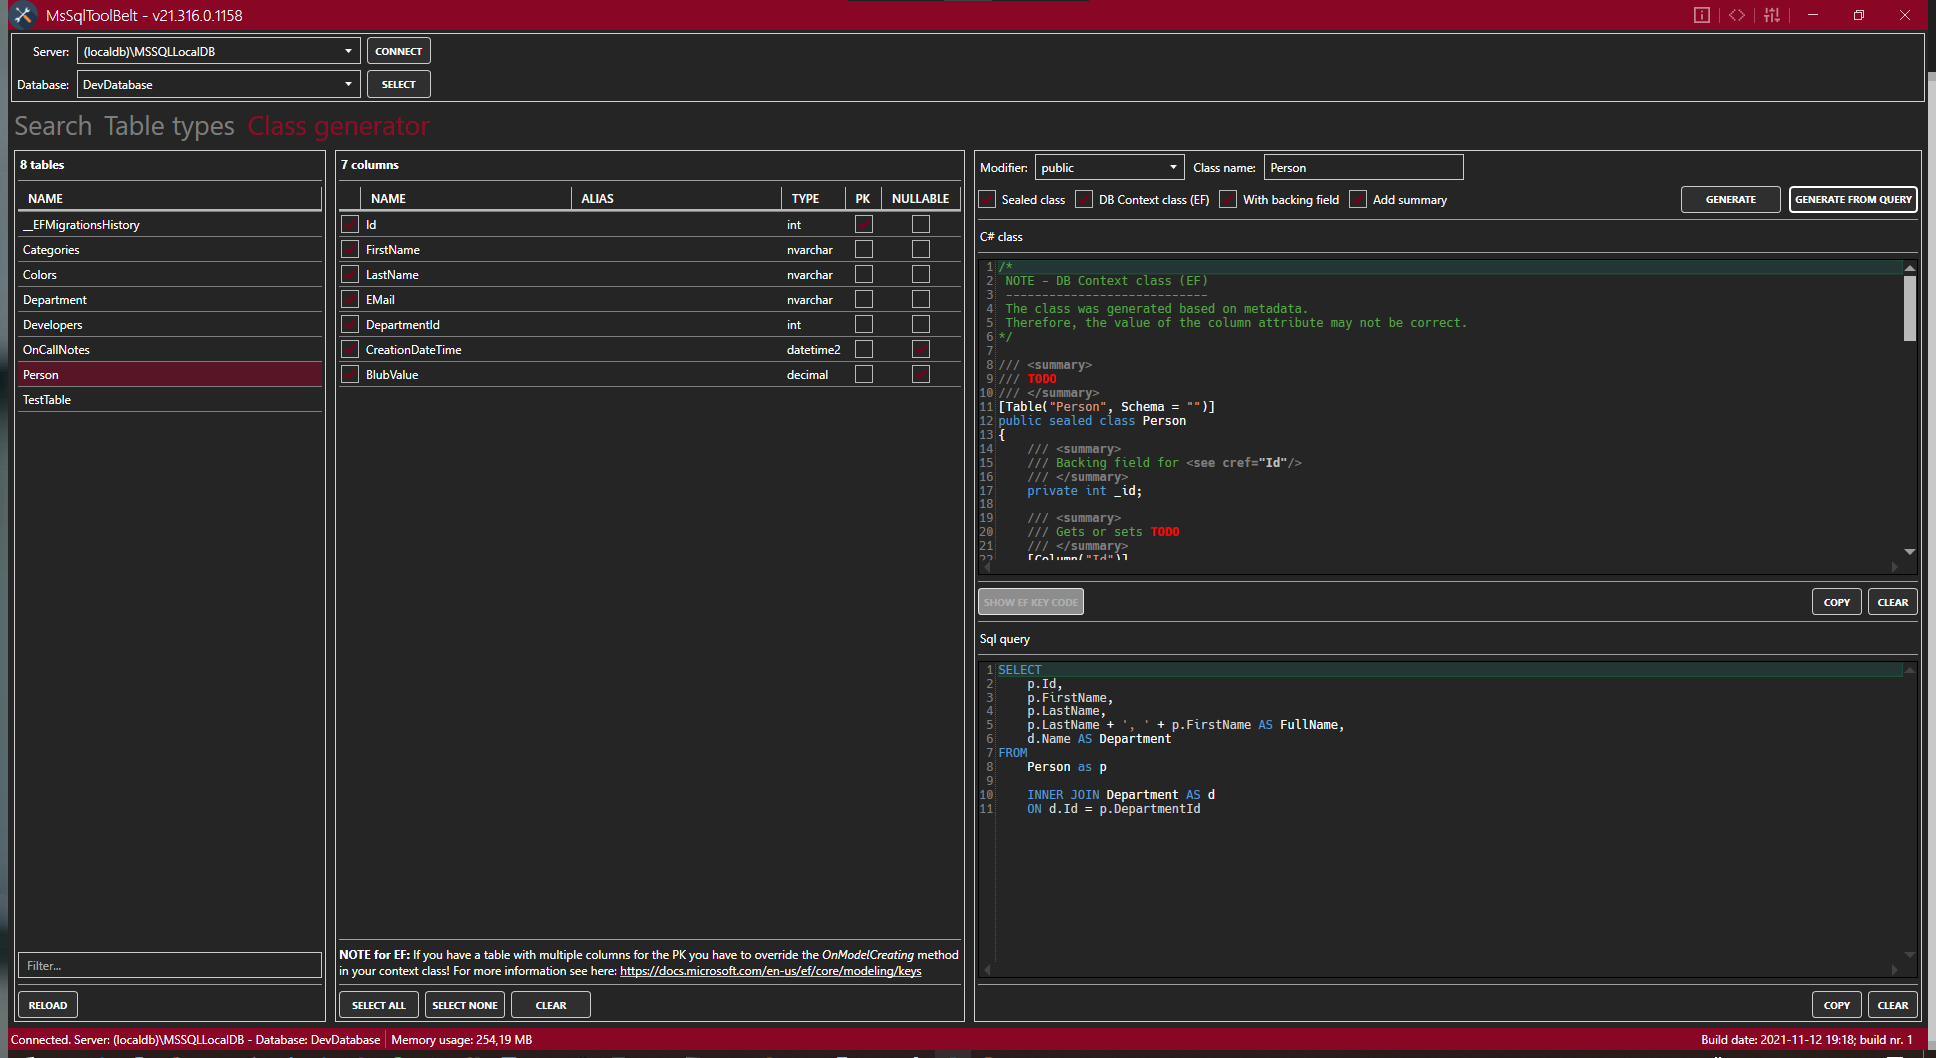 MsSqlToolBelt - v21.316.0.1158
Server: (localdb)\MSSQLLocalDB CONNECT
Database: DevDatabase SELECT
Search Table types Class generator
8 tables
NAME
__EFMigrationsHistory
Categories
Colors
Department
Developers
OnCallNotes
Person
TestTable
Filter...
RELOAD
7 columns
NAME ALIAS TYPE PK NULLABLE
Id int
FirstName nvarchar
LastName nvarchar
EMail nvarchar
DepartmentId int
CreationDateTime datetime2
BlubValue decimal
NOTE for EF: If you have a table with multiple columns for the PK you have to override the OnModelCreating method
in your context class! For more information see here: https://docs.microsoft.com/en-us/ef/core/modeling/keys
SELECT ALL SELECT NONE CLEAR
Modifier: public Class name: Person
Sealed class DB Context class (EF) With backing field Add summary GENERATE GENERATE FROM QUERY
C# class
1 /*
2 NOTE - DB Context class (EF)
3 ----------------------------
4 The class was generated based on metadata.
5 Therefore, the value of the column attribute may not be correct.
6 */
7
8 /// <summary>
9 /// TODO
10 /// </summary>
11 [Table("Person", Schema = "")]
12 public sealed class Person
13 {
14 /// <summary>
15 /// Backing field for <see cref="Id"/>
16 /// </summary>
17 private int _id;
18
19 /// <summary>
20 /// Gets or sets TODO
21 /// </summary>
22 [Column("Id")]
SHOW EF KEY CODE COPY CLEAR
Sql query
1 SELECT
2 p.Id,
3 p.FirstName,
4 p.LastName,
5 p.LastName + ', ' + p.FirstName AS FullName,
6 d.Name AS Department
7 FROM
8 Person as p
9
10 INNER JOIN Department AS d
11 ON d.Id = p.DepartmentId
COPY CLEAR
Connected. Server: (localdb)\MSSQLLocalDB - Database: DevDatabase Memory usage: 254,19 MB Build date: 2021-11-12 19:18; build nr. 1